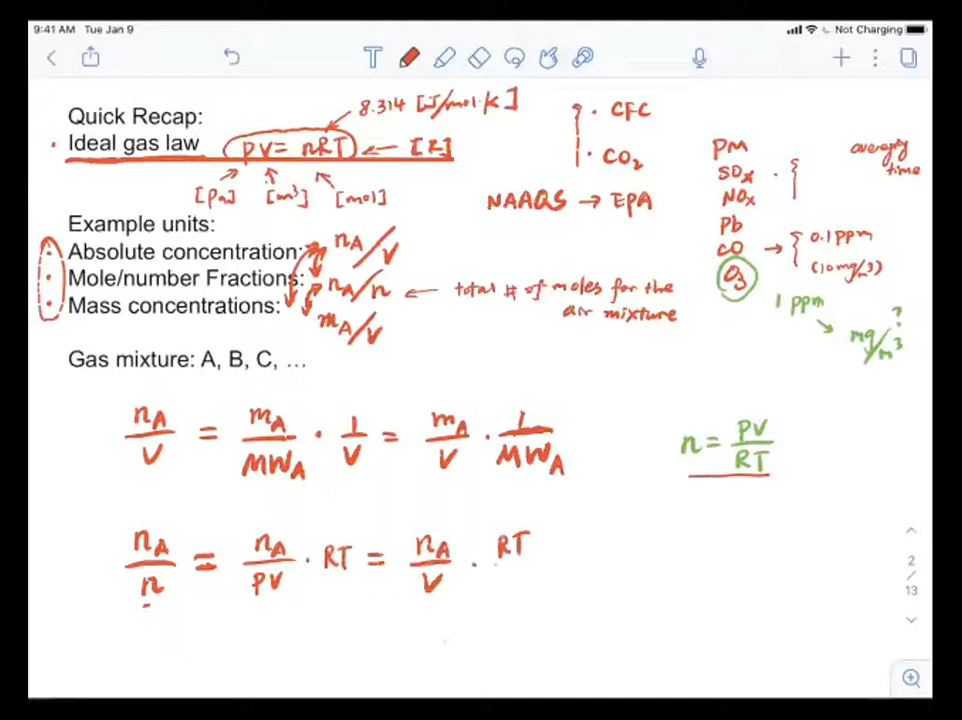 9:41 AM Tue Jan 9
Not Charging
Quick Recap:
Ideal gas law PV = nRT ← [K]
8.314 [J/mol·K]
[Pa] [m³] [mol]
· CFC
· CO₂
NAAQS → EPA
PM
SOx
NOx
Pb
CO → 0.1 ppm
(10 mg/m3)
O₃
averaging time
1 ppm
mg/m³ ?
Example units:
Absolute concentration: nA/V
Mole/number Fractions: nA/n ← total # of moles for the air mixture
Mass concentrations: mA/V
Gas mixture: A, B, C, …
nA/V = mA/MWA · 1/V = mA/V · 1/MWA
n = PV/RT
nA/n = nA/PV · RT = nA/V · RT
2
/
13